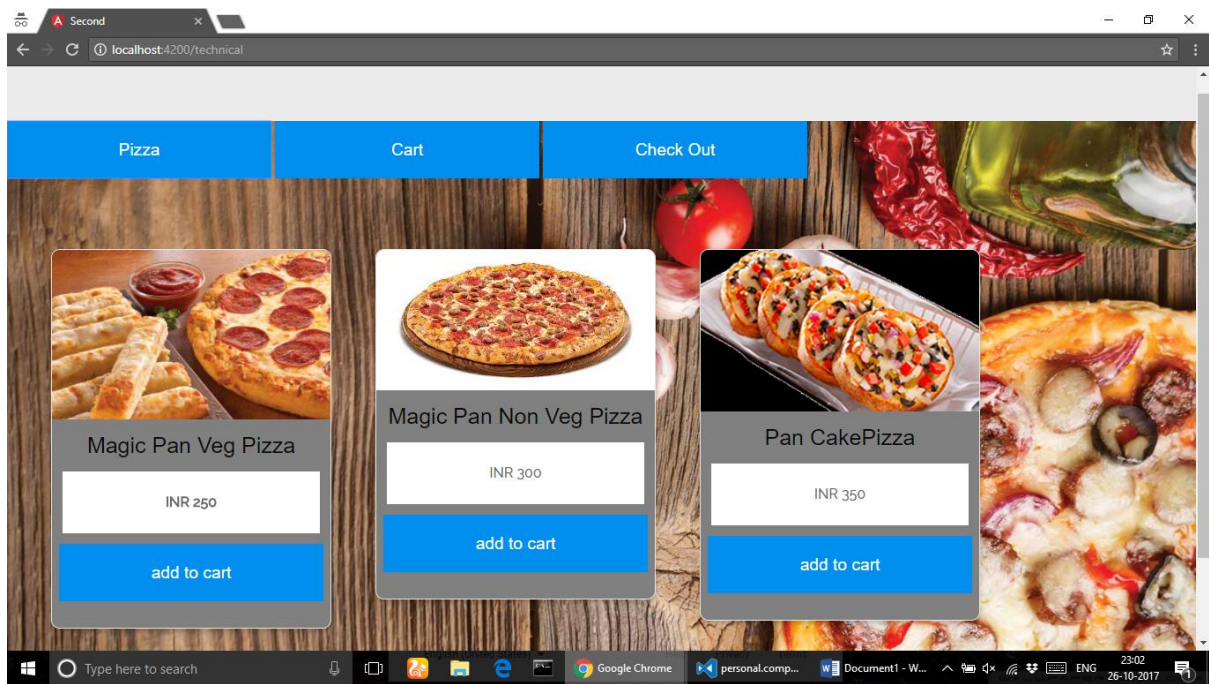 Second
localhost:4200/technical
Pizza
Cart
Check Out
Magic Pan Veg Pizza
INR 250
add to cart
Magic Pan Non Veg Pizza
INR 300
add to cart
Pan CakePizza
INR 350
add to cart
Type here to search
Google Chrome
personal.comp...
Document1 - W...
ENG
23:02
26-10-2017
1